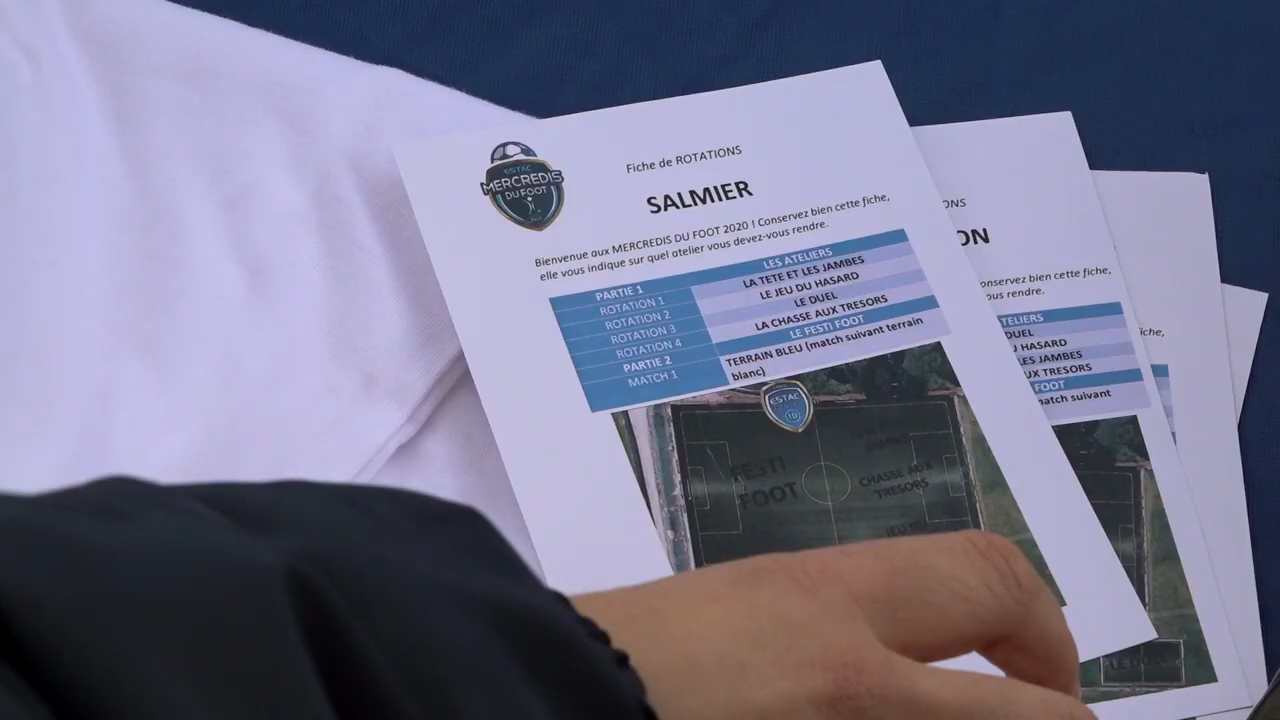 ESTAC
MERCREDIS
DU FOOT
Fiche de ROTATIONS
SALMIER
Bienvenue aux MERCREDIS DU FOOT 2020 ! Conservez bien cette fiche,
elle vous indique sur quel atelier vous devez-vous rendre.
PARTIE 1 LES ATELIERS
ROTATION 1 LA TETE ET LES JAMBES
ROTATION 2 LE JEU DU HASARD
ROTATION 3 LE DUEL
ROTATION 4 LA CHASSE AUX TRESORS
PARTIE 2 LE FESTI FOOT
MATCH 1 TERRAIN BLEU (match suivant terrain
blanc)
ESTAC
FESTI
FOOT
CHASSE AUX
TRESORS
ONS
ON
onservez bien cette fiche,
ous rendre.
TELIERS
DUEL
U HASARD
LES JAMBES
UX TRESORS
FOOT
match suivant
LE DUEL
iche,